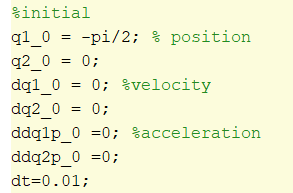 %initial
q1_0 = -pi/2; % position
q2_0 = 0;
dq1_0 = 0; %velocity
dq2_0 = 0;
ddq1p_0 =0; %acceleration
ddq2p_0 =0;
dt=0.01;